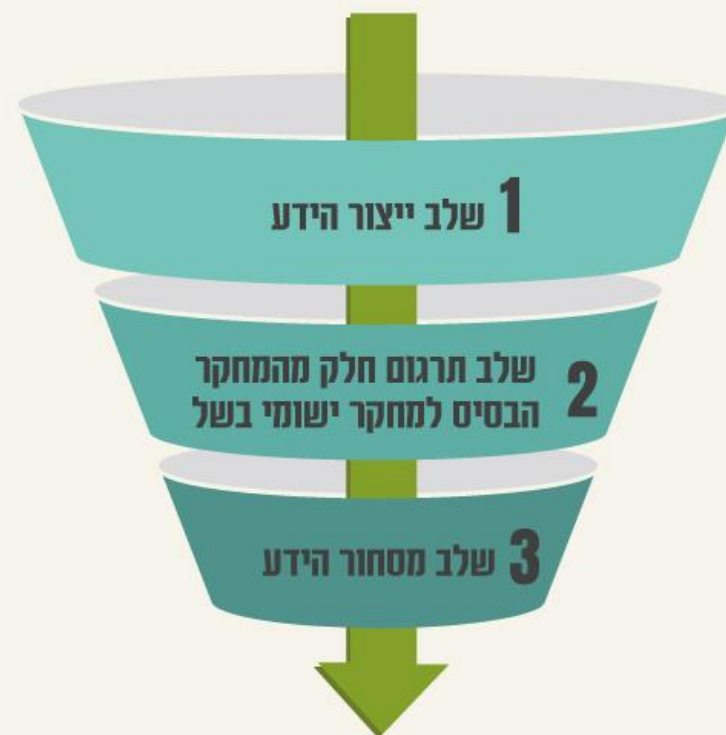 1 שלב ייצור הידע
2 שלב תרגום חלק מהמחקר
הבסיס למחקר ישומי בשל
3 שלב מסחור הידע